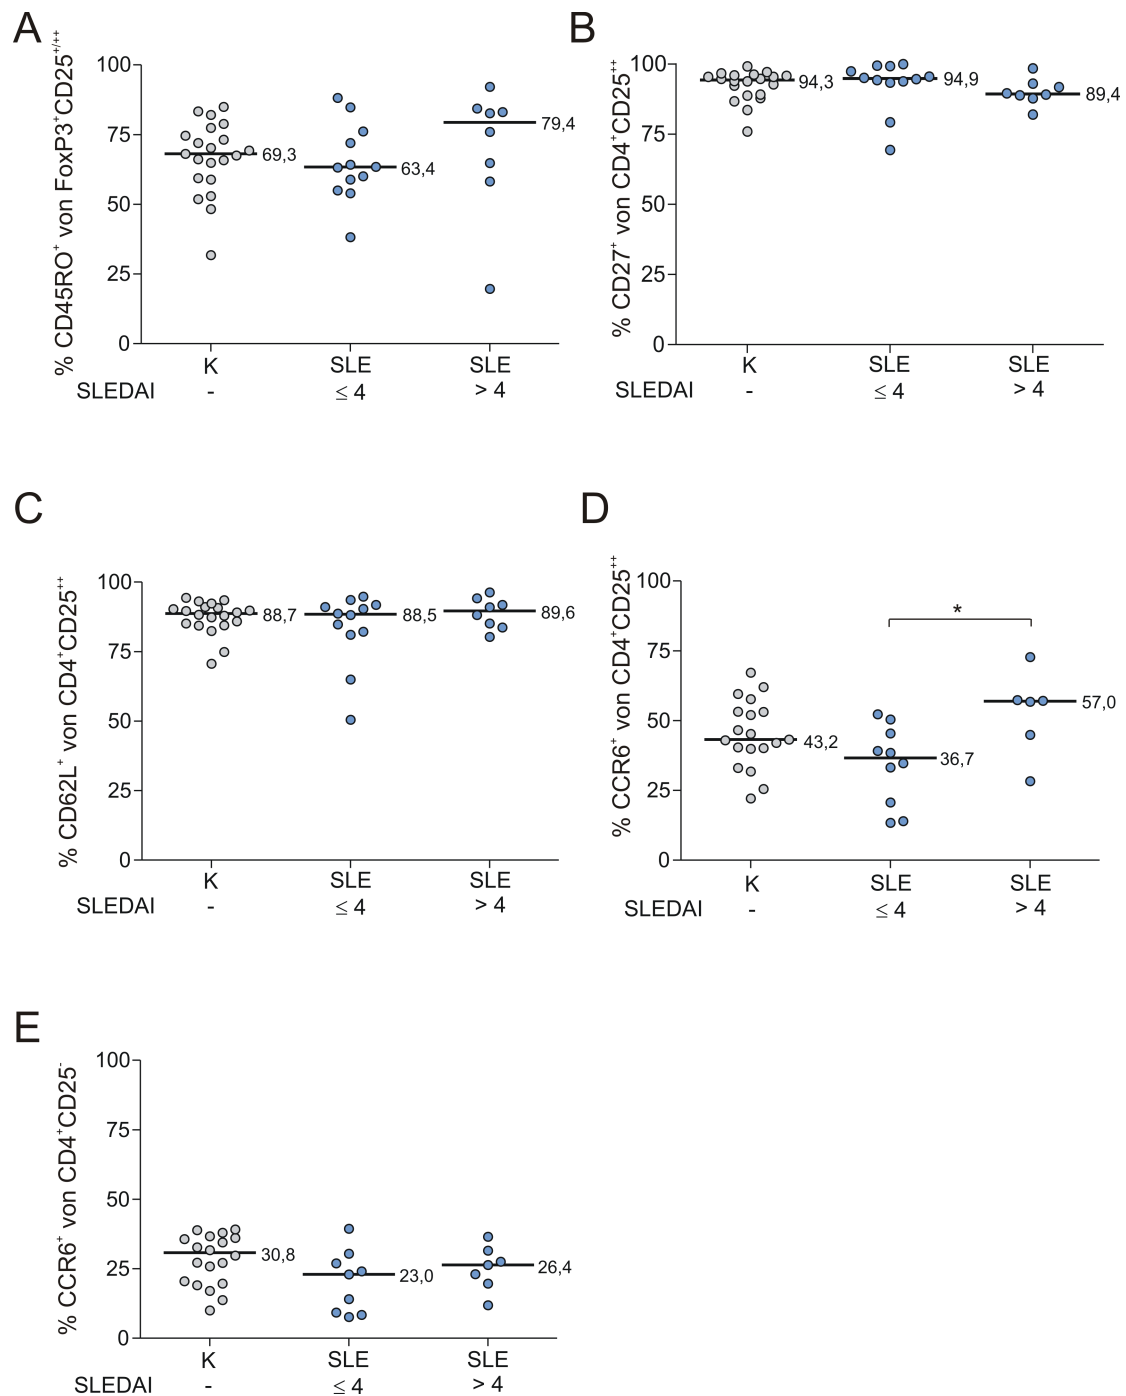 A
% CD45RO⁺ von FoxP3⁺CD25⁺/⁺⁺
100
75
50
25
0
69,3
63,4
79,4
K SLE SLE
SLEDAI - ≤ 4 > 4
B
% CD27⁺ von CD4⁺CD25⁺⁺
100
75
50
25
0
94,3
94,9
89,4
K SLE SLE
SLEDAI - ≤ 4 > 4
C
% CD62L⁺ von CD4⁺CD25⁺⁺
100
75
50
25
0
88,7
88,5
89,6
K SLE SLE
SLEDAI - ≤ 4 > 4
D
% CCR6⁺ von CD4⁺CD25⁺⁺
100
75
50
25
0
*
43,2
36,7
57,0
K SLE SLE
SLEDAI - ≤ 4 > 4
E
% CCR6⁺ von CD4⁺CD25⁻
100
75
50
25
0
30,8
23,0
26,4
K SLE SLE
SLEDAI - ≤ 4 > 4